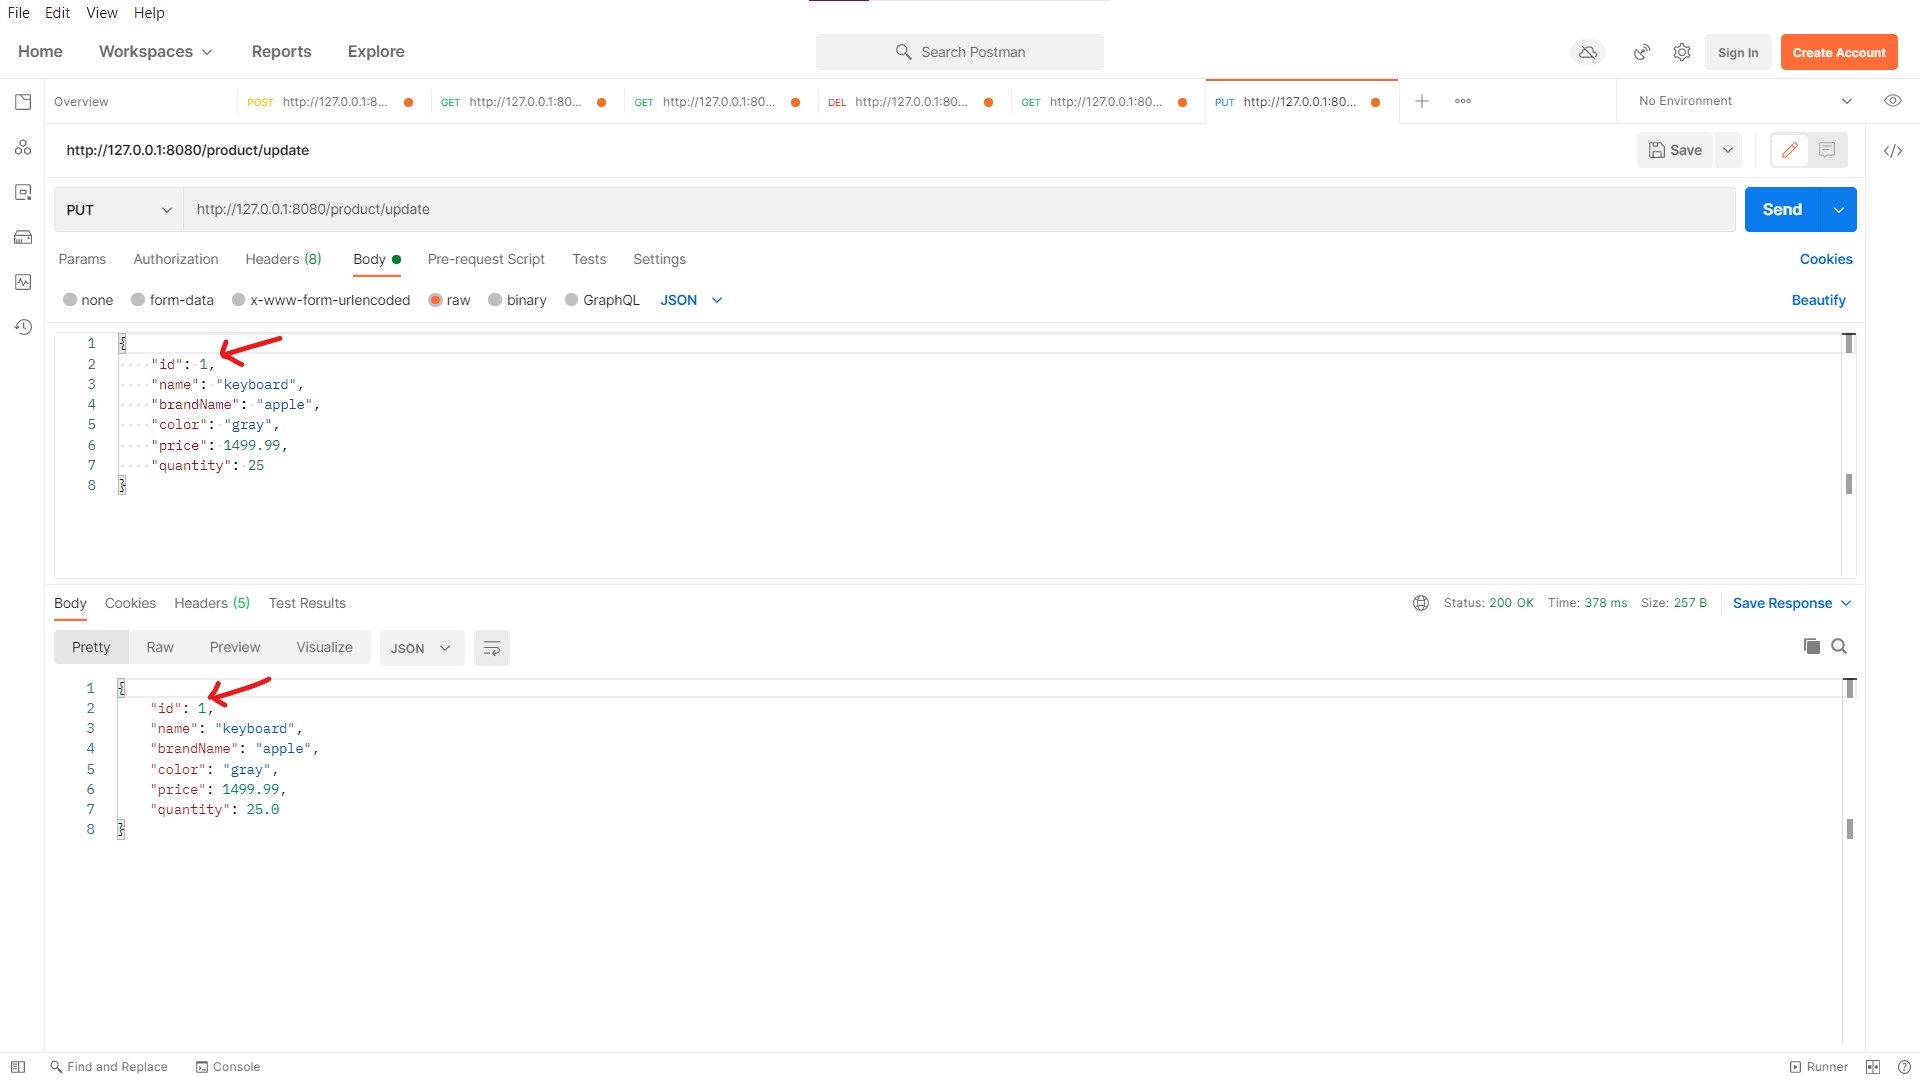 File Edit View Help
Home Workspaces Reports Explore Search Postman Sign In Create Account
Overview POST http://127.0.0.1:8... GET http://127.0.0.1:80... GET http://127.0.0.1:80... DEL http://127.0.0.1:80... GET http://127.0.0.1:80... PUT http://127.0.0.1:80... No Environment
http://127.0.0.1:8080/product/update Save
PUT http://127.0.0.1:8080/product/update Send
Params Authorization Headers (8) Body Pre-request Script Tests Settings Cookies
none form-data x-www-form-urlencoded raw binary GraphQL JSON Beautify
1 {
2 "id": 1,
3 "name": "keyboard",
4 "brandName": "apple",
5 "color": "gray",
6 "price": 1499.99,
7 "quantity": 25
8 }
Body Cookies Headers (5) Test Results Status: 200 OK Time: 378 ms Size: 257 B Save Response
Pretty Raw Preview Visualize JSON
1 {
2 "id": 1,
3 "name": "keyboard",
4 "brandName": "apple",
5 "color": "gray",
6 "price": 1499.99,
7 "quantity": 25.0
8 }
Find and Replace Console Runner